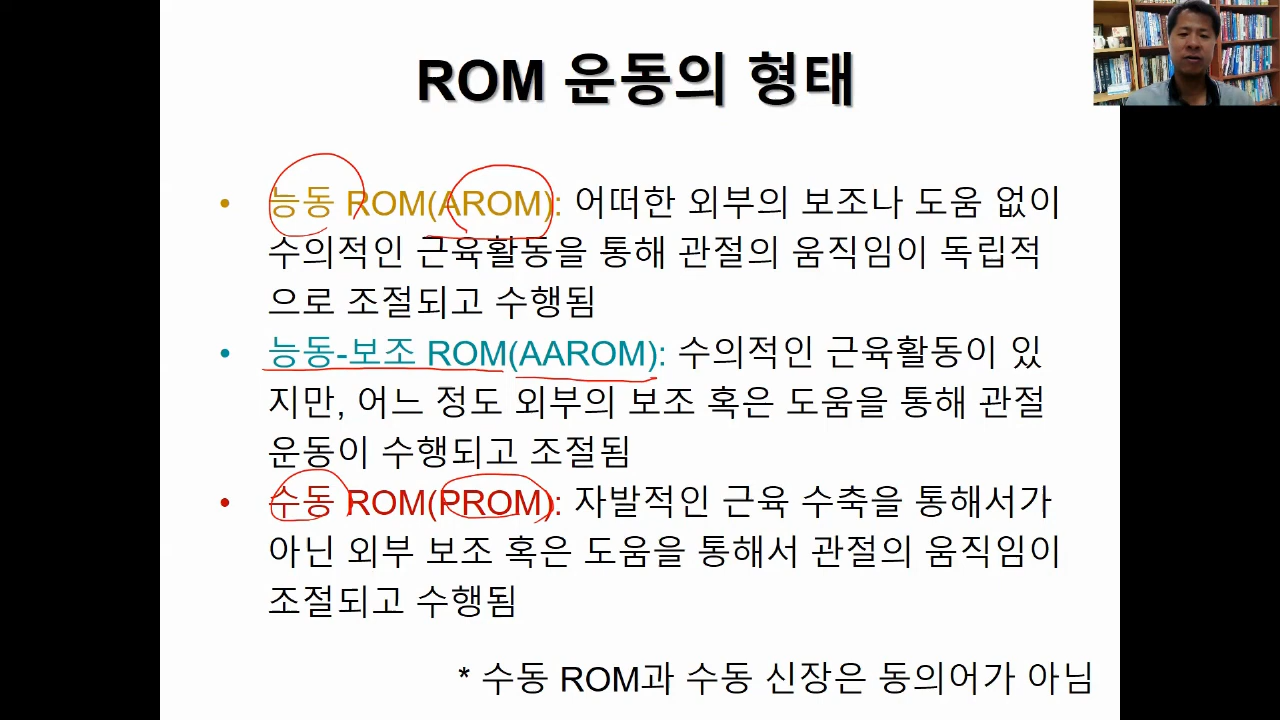 ROM 운동의 형태
• 능동 ROM(AROM): 어떠한 외부의 보조나 도움 없이
수의적인 근육활동을 통해 관절의 움직임이 독립적
으로 조절되고 수행됨
• 능동-보조 ROM(AAROM): 수의적인 근육활동이 있
지만, 어느 정도 외부의 보조 혹은 도움을 통해 관절
운동이 수행되고 조절됨
• 수동 ROM(PROM): 자발적인 근육 수축을 통해서가
아닌 외부 보조 혹은 도움을 통해서 관절의 움직임이
조절되고 수행됨
* 수동 ROM과 수동 신장은 동의어가 아님